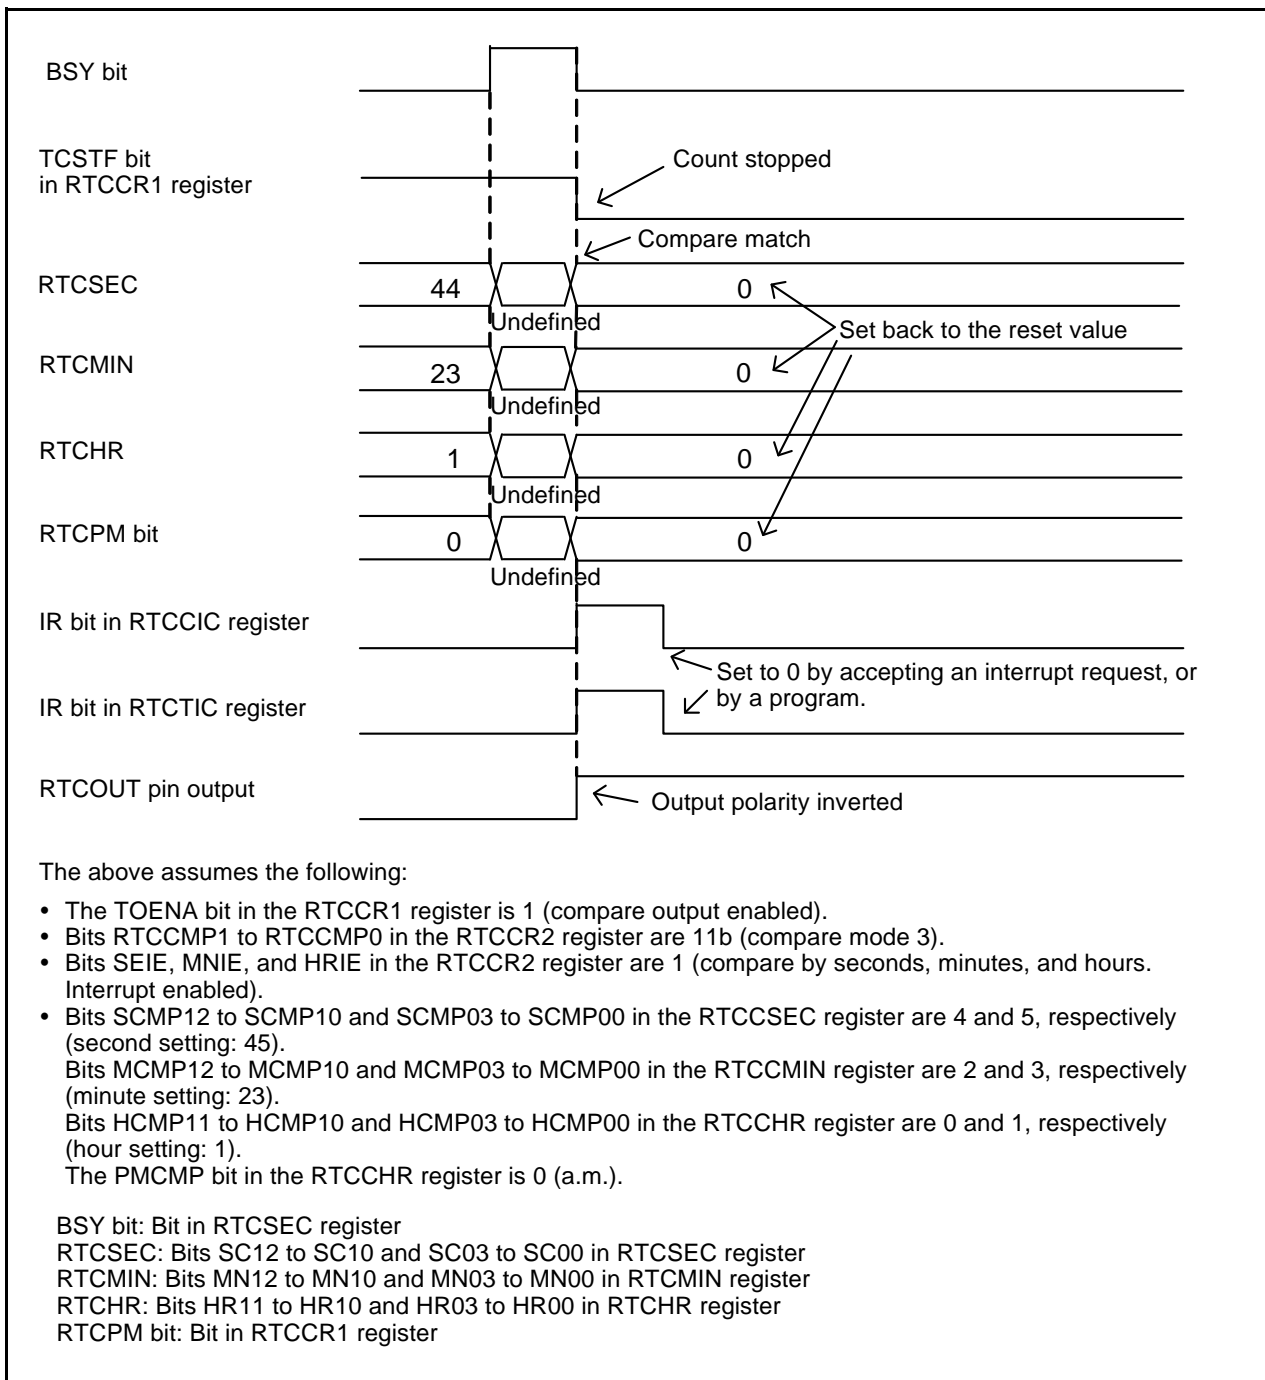 BSY bit
TCSTF bit
in RTCCR1 register
Count stopped
Compare match
RTCSEC
44
0
Undefined
Set back to the reset value
RTCMIN
23
0
Undefined
RTCHR
1
0
Undefined
RTCPM bit
0
0
Undefined
IR bit in RTCCIC register
Set to 0 by accepting an interrupt request, or
by a program.
IR bit in RTCTIC register
RTCOUT pin output
Output polarity inverted
The above assumes the following:
• The TOENA bit in the RTCCR1 register is 1 (compare output enabled).
• Bits RTCCMP1 to RTCCMP0 in the RTCCR2 register are 11b (compare mode 3).
• Bits SEIE, MNIE, and HRIE in the RTCCR2 register are 1 (compare by seconds, minutes, and hours.
Interrupt enabled).
• Bits SCMP12 to SCMP10 and SCMP03 to SCMP00 in the RTCCSEC register are 4 and 5, respectively
(second setting: 45).
Bits MCMP12 to MCMP10 and MCMP03 to MCMP00 in the RTCCMIN register are 2 and 3, respectively
(minute setting: 23).
Bits HCMP11 to HCMP10 and HCMP03 to HCMP00 in the RTCCHR register are 0 and 1, respectively
(hour setting: 1).
The PMCMP bit in the RTCCHR register is 0 (a.m.).
BSY bit: Bit in RTCSEC register
RTCSEC: Bits SC12 to SC10 and SC03 to SC00 in RTCSEC register
RTCMIN: Bits MN12 to MN10 and MN03 to MN00 in RTCMIN register
RTCHR: Bits HR11 to HR10 and HR03 to HR00 in RTCHR register
RTCPM bit: Bit in RTCCR1 register